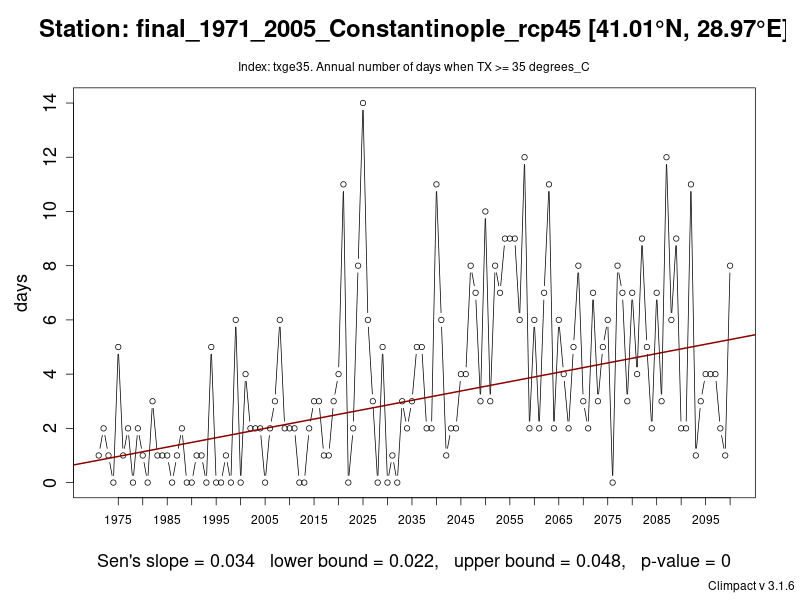 Station: final_1971_2005_Constantinople_rcp45 [41.01°N, 28.97°E]
Index: txge35. Annual number of days when TX >= 35 degrees_C
14
12
10
8
6
4
2
0
days
1975 1985 1995 2005 2015 2025 2035 2045 2055 2065 2075 2085 2095
Sen's slope = 0.034 lower bound = 0.022, upper bound = 0.048, p-value = 0
Climpact v 3.1.6